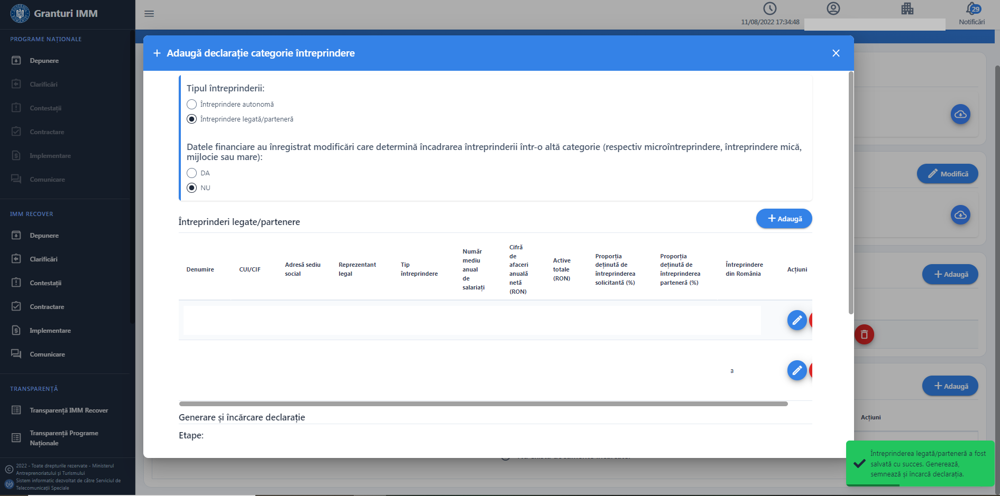 Granturi IMM
11/08/2022 17:34:48
29
Notificări
PROGRAME NAȚIONALE
Depunere
Clarificări
Contestații
Contractare
Implementare
Comunicare
IMM RECOVER
Depunere
Clarificări
Contestații
Contractare
Implementare
Comunicare
TRANSPARENȚĂ
Transparență IMM Recover
Transparență Programe
Naționale
2022 - Toate drepturile rezervate - Ministerul
Antreprenoriatului și Turismului
Sistem informatic dezvoltat de către Serviciul de
Telecomunicații Speciale
Adaugă declarație categorie întreprindere
Tipul întreprinderii:
Întreprindere autonomă
Întreprindere legată/parteneră
Datele financiare au înregistrat modificări care determină încadrarea întreprinderii într-o altă categorie (respectiv microîntreprindere, întreprindere mică,
mijlocie sau mare):
DA
NU
Întreprinderi legate/partenere
Adaugă
Denumire
CUI/CIF
Adresă sediu
social
Reprezentant
legal
Tip
întreprindere
Număr
mediu
anual
de
salariați
Cifră
de
afaceri
anuală
netă
(RON)
Active
totale
(RON)
Proporția
deținută de
întreprinderea
solicitantă (%)
Proporția
deținută de
întreprinderea
parteneră (%)
Întreprindere
din România
Acțiuni
a
Generare și încărcare declarație
Etape:
Modifică
Adaugă
Adaugă
Acțiuni
Întreprinderea legată/parteneră a fost
salvată cu succes. Generează,
semnează și încarcă declarația.